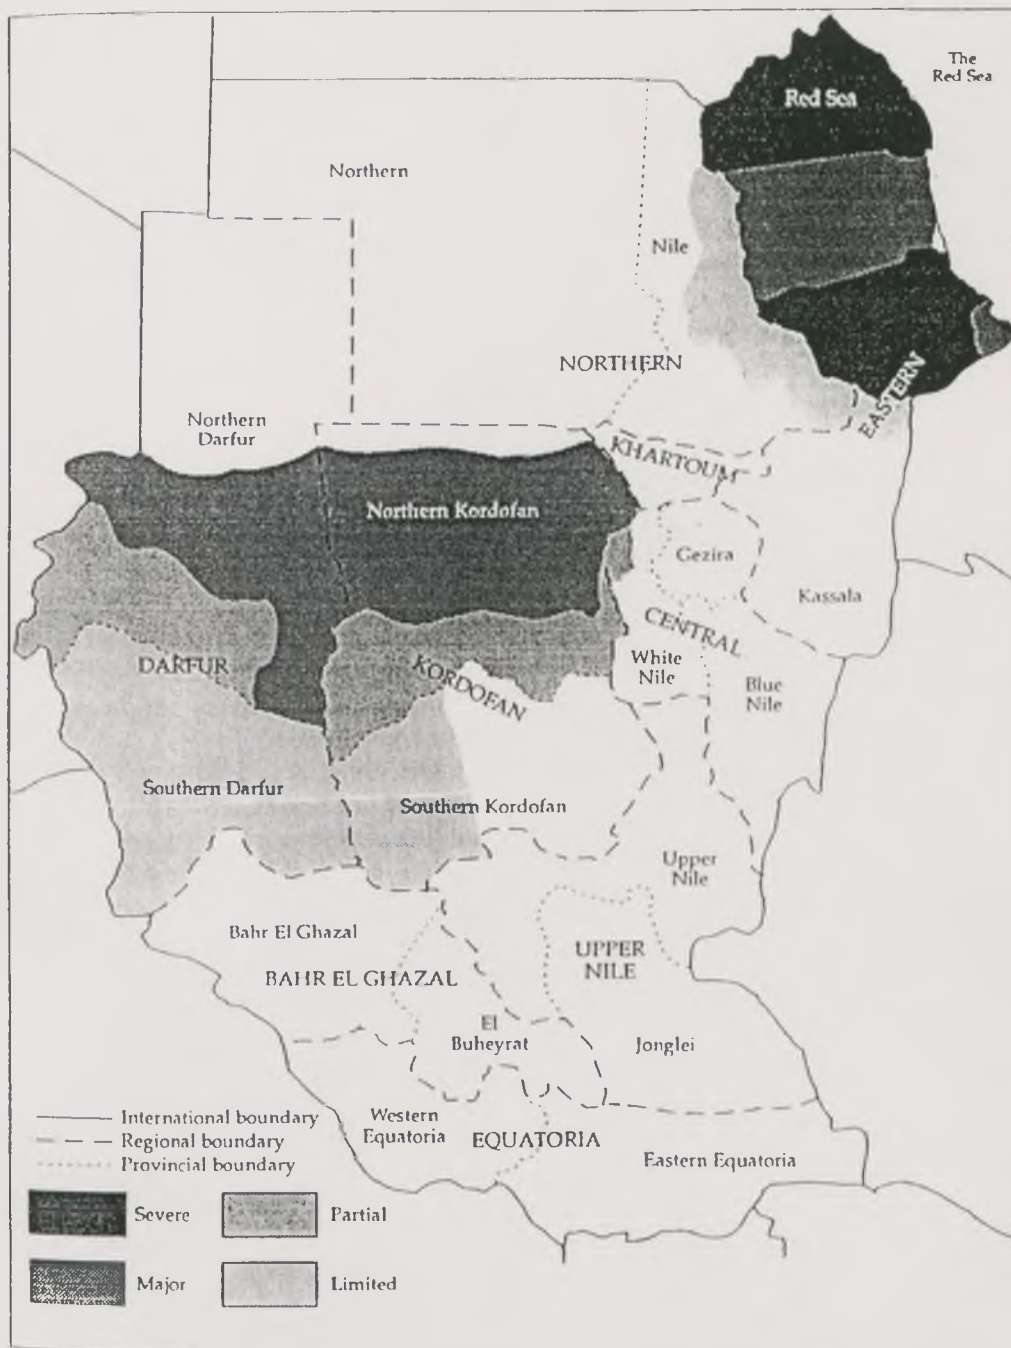 The
Red Sea
Red Sea
Northern
Nile
NORTHERN
EASTERN
Northern
Darfur
KHARTOUM
Northern Kordofan
Gezira
Kassala
CENTRAL
DARFUR
KORDOFAN
White
Nile
Blue
Nile
Southern Darfur
Southern Kordofan
Upper
Nile
Bahr El Ghazal
UPPER
NILE
BAHR EL GHAZAL
El
Buheyrat
Jonglei
International boundary
Regional boundary
Provincial boundary
Western
Equatoria
EQUATORIA
Eastern Equatoria
Severe
Partial
Major
Limited